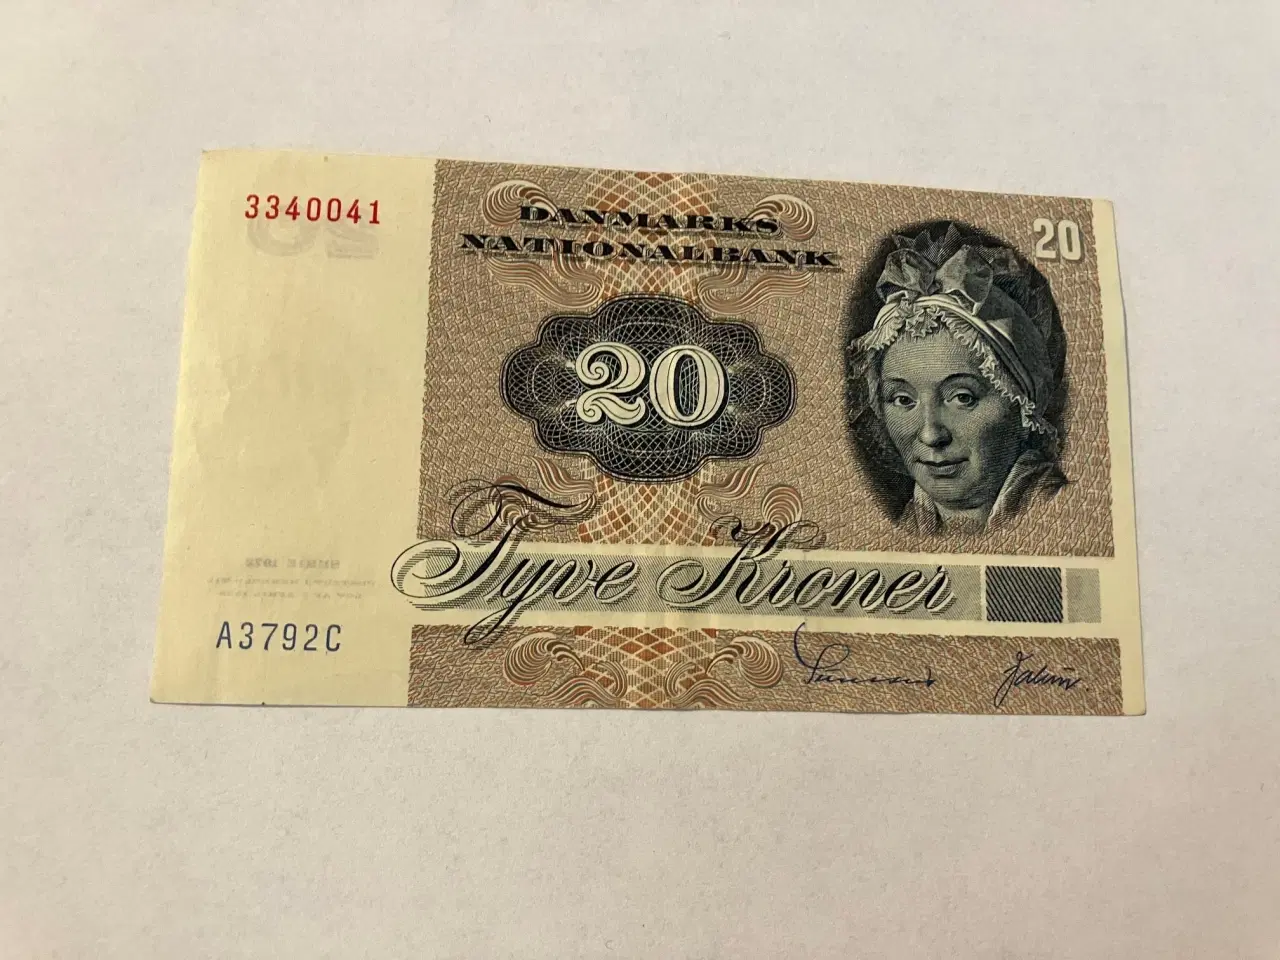 3340041
DANMARKS
NATIONALBANK
20
20
Tyve Kroner
A3792C